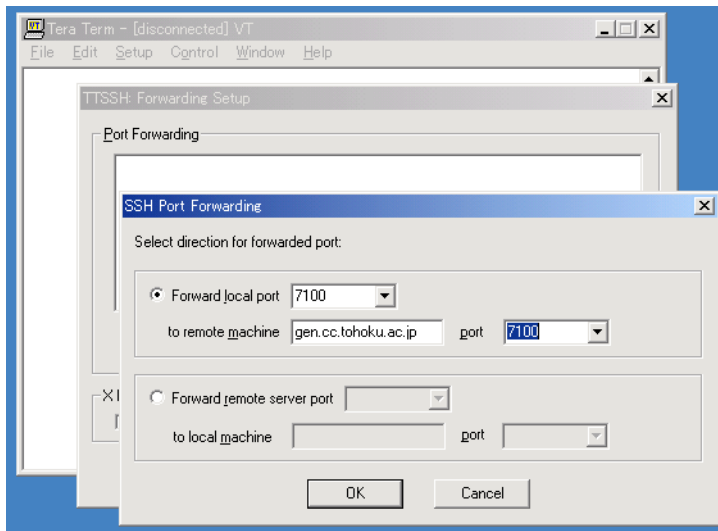 Tera Term - [disconnected] VT
File Edit Setup Control Window Help
TTSSH: Forwarding Setup
Port Forwarding
SSH Port Forwarding
Select direction for forwarded port:
Forward local port 7100
to remote machine gen.cc.tohoku.ac.jp port 7100
Forward remote server port
to local machine port
OK Cancel